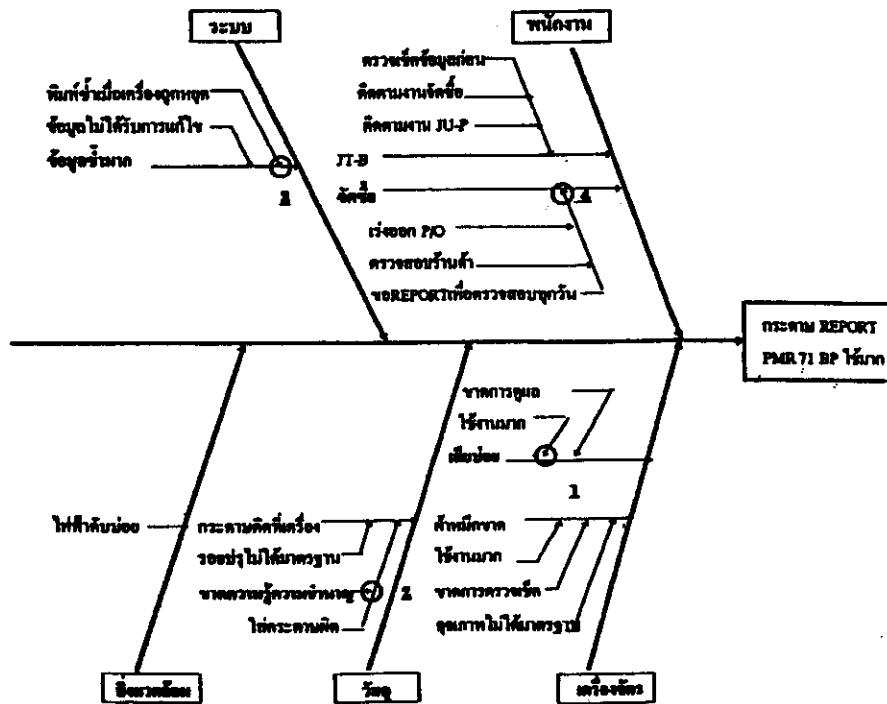 ระบบ
พนักงาน
พิมพ์ซ้ำเมื่อเครื่องถูกหยุด
ข้อมูลไม่ได้รับการแก้ไข
ข้อมูลซ้ำมาก
3
ตรวจเช็คข้อมูลก่อน
ติดตามงานจัดซื้อ
ติดตามงาน JU-P
JT-B
จัดซื้อ
4
เร่งออก P/O
ตรวจสอบร้านค้า
ขอREPORTเพื่อตรวจสอบทุกวัน
กระดาษ REPORT
PMR 71 BP ใช้มาก
ขาดการดูแล
ใช้งานมาก
เสียบ่อย
1
ไฟฟ้าดับบ่อย
กระดาษติดที่เครื่อง
รอยปรุไม่ได้มาตรฐาน
ขาดความรู้ความชำนาญ
2
ใส่กระดาษผิด
ผ้าหมึกขาด
ใช้งานมาก
ขาดการตรวจเช็ค
คุณภาพไม่ได้มาตรฐาน
สิ่งแวดล้อม
วัสดุ
เครื่องจักร